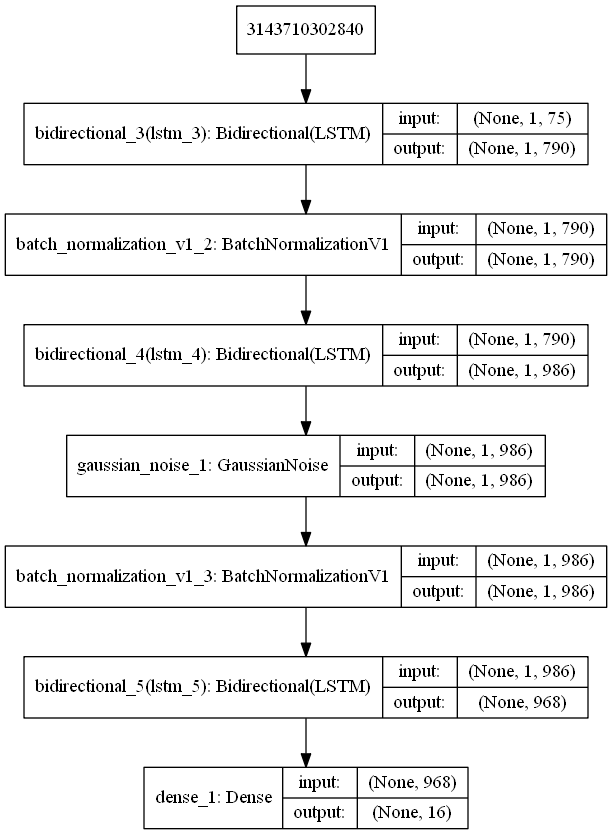 3143710302840
bidirectional_3(lstm_3): Bidirectional(LSTM)
input: (None, 1, 75)
output: (None, 1, 790)
batch_normalization_v1_2: BatchNormalizationV1
input: (None, 1, 790)
output: (None, 1, 790)
bidirectional_4(lstm_4): Bidirectional(LSTM)
input: (None, 1, 790)
output: (None, 1, 986)
gaussian_noise_1: GaussianNoise
input: (None, 1, 986)
output: (None, 1, 986)
batch_normalization_v1_3: BatchNormalizationV1
input: (None, 1, 986)
output: (None, 1, 986)
bidirectional_5(lstm_5): Bidirectional(LSTM)
input: (None, 1, 986)
output: (None, 968)
dense_1: Dense
input: (None, 968)
output: (None, 16)